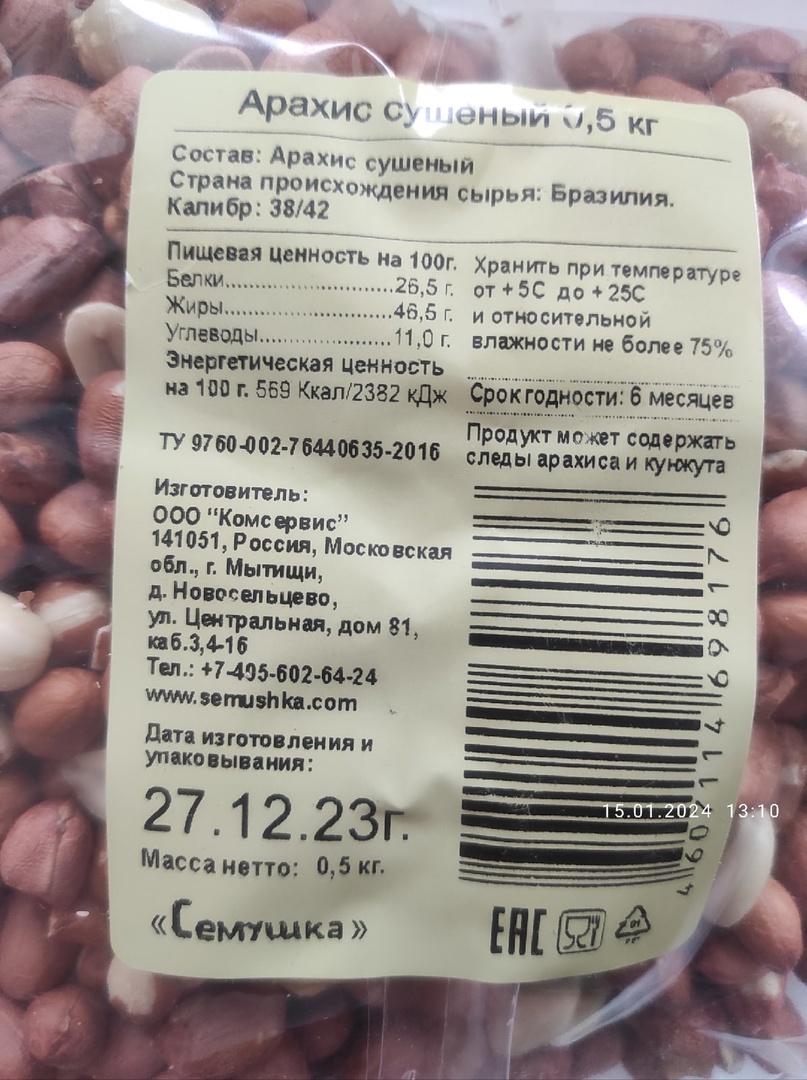 Арахис сушеный 0,5 кг
Состав: Арахис сушеный
Страна происхождения сырья: Бразилия.
Калибр: 38/42
Пищевая ценность на 100г.
Белки..............................26,5 г.
Жиры..............................46,5 г.
Углеводы.......................11,0 г.
Энергетическая ценность
на 100 г. 569 Ккал/2382 кДж
ТУ 9760-002-76440635-2016
Изготовитель:
ООО "Комсервис"
141051, Россия, Московская
обл., г. Мытищи,
д. Новосельцево,
ул. Центральная, дом 81,
каб.3,4-16
Тел.: +7-495-602-64-24
www.semushka.com
Дата изготовления и
упаковывания:
27.12.23г.
Масса нетто: 0,5 кг.
«Семушка»
Хранить при температуре
от +5С до +25С
и относительной
влажности не более 75%
Срок годности: 6 месяцев
Продукт может содержать
следы арахиса и кунжута
4 601146 98176
EAC
01
PET
15.01.2024 13:10